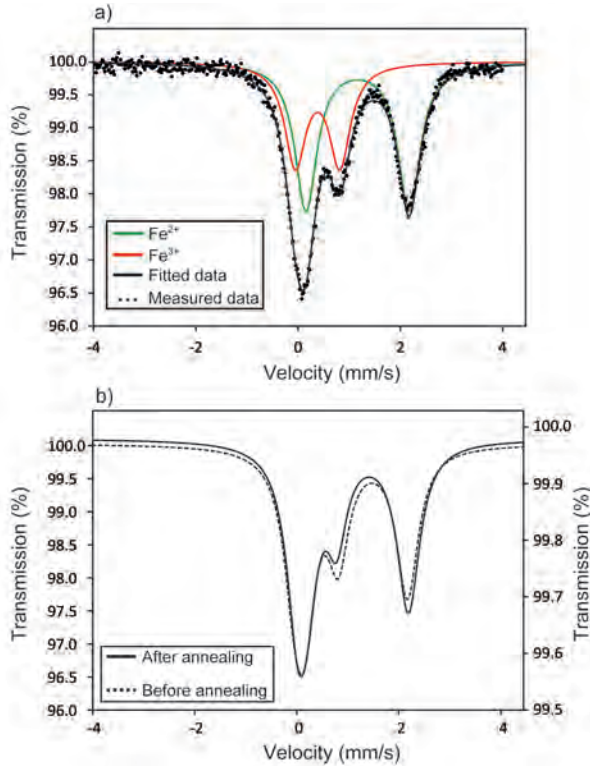 a)
100.0
99.5
99.0
98.5
98.0
97.5
97.0
96.5
96.0
Transmission (%)
Fe²⁺
Fe³⁺
Fitted data
Measured data
-4 -2 0 2 4
Velocity (mm/s)
b)
100.0
99.5
99.0
98.5
98.0
97.5
97.0
96.5
96.0
Transmission (%)
100.0
99.9
99.8
99.7
99.6
99.5
Transmission (%)
After annealing
Before annealing
-4 -2 0 2 4
Velocity (mm/s)